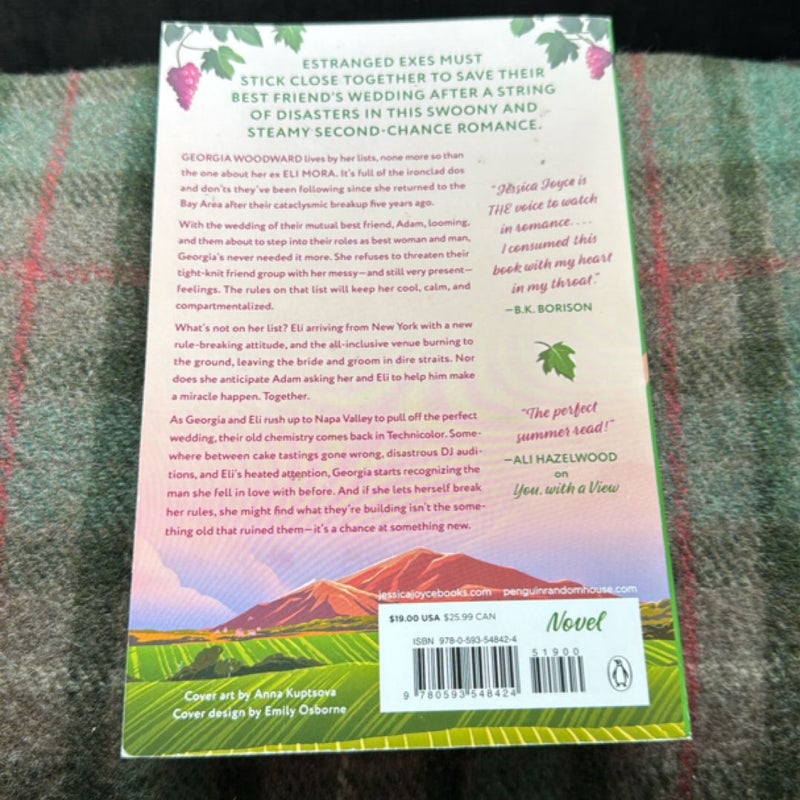 ESTRANGED EXES MUST
STICK CLOSE TOGETHER TO SAVE THEIR
BEST FRIEND'S WEDDING AFTER A STRING
OF DISASTERS IN THIS SWOONY AND
STEAMY SECOND-CHANCE ROMANCE.
GEORGIA WOODWARD lives by her lists, none more so than
the one about her ex ELI MORA. It's full of the ironclad dos
and don'ts they've been following since she returned to the
Bay Area after their cataclysmic breakup five years ago.
With the wedding of their mutual best friend, Adam, looming,
and them about to step into their roles as best woman and man,
Georgia's never needed it more. She refuses to threaten their
tight-knit friend group with her messy—and still very present—
feelings. The rules on that list will keep her cool, calm, and
compartmentalized.
What's not on her list? Eli arriving from New York with a new
rule-breaking attitude, and the all-inclusive venue burning to
the ground, leaving the bride and groom in dire straits. Nor
does she anticipate Adam asking her and Eli to help him make
a miracle happen. Together.
As Georgia and Eli rush up to Napa Valley to pull off the perfect
wedding, their old chemistry comes back in Technicolor. Some-
where between cake tastings gone wrong, disastrous DJ audi-
tions, and Eli's heated attention, Georgia starts recognizing the
man she fell in love with before. And if she lets herself break
her rules, she might find what they're building isn't the some-
thing old that ruined them—it's a chance at something new.
"Jessica Joyce is
THE voice to watch
in romance. . . .
I consumed this
book with my heart
in my throat."
—B.K. BORISON
"The perfect
summer read!"
—ALI HAZELWOOD
on
You, with a View
jessicajoycebooks.com penguinrandomhouse.com
$19.00 USA $25.99 CAN
Novel
ISBN 978-0-593-54842-4
51900
9 780593 548424
Cover art by Anna Kuptsova
Cover design by Emily Osborne